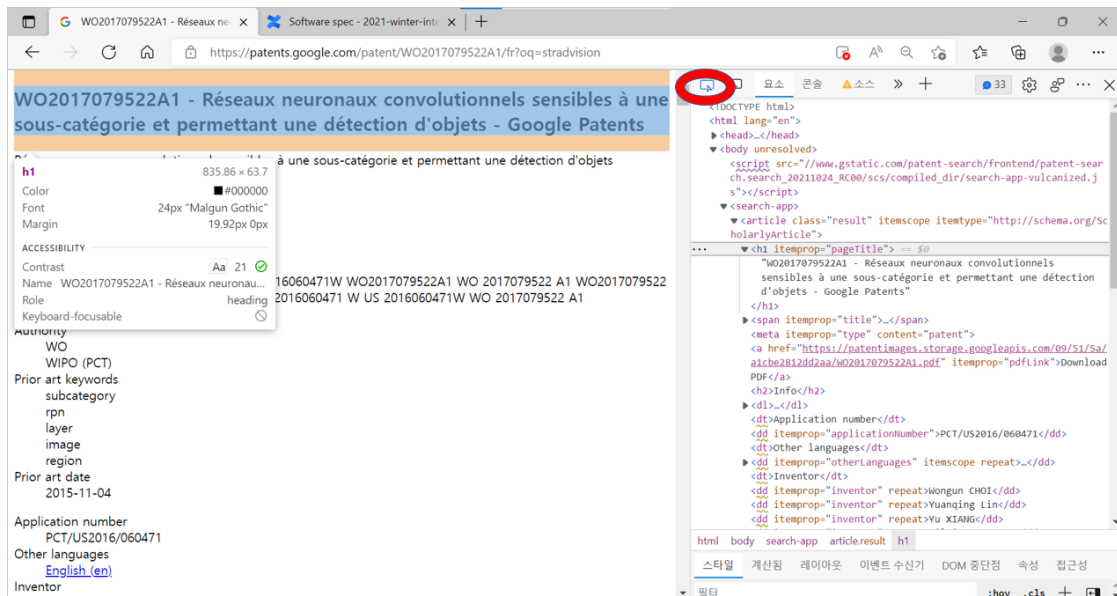 WO2017079522A1 - Réseaux ne
Software spec - 2021-winter-inte
https://patents.google.com/patent/WO2017079522A1/fr?oq=stradvision
WO2017079522A1 - Réseaux neuronaux convolutionnels sensibles à une
sous-catégorie et permettant une détection d'objets - Google Patents
à une sous-catégorie et permettant une détection d'objets
h1 835.86 × 63.7
Color #000000
Font 24px "Malgun Gothic"
Margin 19.92px 0px
ACCESSIBILITY
Contrast Aa 21
Name WO2017079522A1 - Réseaux neuronau...
Role heading
Keyboard-focusable
16060471W WO2017079522A1 WO 2017079522 A1 WO2017079522
2016060471 W US 2016060471W WO 2017079522 A1
Authority
WO
WIPO (PCT)
Prior art keywords
subcategory
rpn
layer
image
region
Prior art date
2015-11-04
Application number
PCT/US2016/060471
Other languages
English (en)
Inventor
요소 콘솔 소스 33
<!DOCTYPE html>
<html lang="en">
<head>…</head>
<body unresolved>
<script src="//www.gstatic.com/patent-search/frontend/patent-sear
ch.search_20211024_RC00/scs/compiled_dir/search-app-vulcanized.j
s"></script>
<search-app>
<article class="result" itemscope itemtype="http://schema.org/Sc
holarlyArticle">
<h1 itemprop="pageTitle"> == $0
"WO2017079522A1 - Réseaux neuronaux convolutionnels
sensibles à une sous-catégorie et permettant une détection
d'objets - Google Patents"
</h1>
<span itemprop="title">…</span>
<meta itemprop="type" content="patent">
<a href="https://patentimages.storage.googleapis.com/09/51/5a/
a1cbe2812dd2aa/WO2017079522A1.pdf" itemprop="pdfLink">Download
PDF</a>
<h2>Info</h2>
<dl>…</dl>
<dt>Application number</dt>
<dd itemprop="applicationNumber">PCT/US2016/060471</dd>
<dt>Other languages</dt>
<dd itemprop="otherLanguages" itemscope repeat>…</dd>
<dt>Inventor</dt>
<dd itemprop="inventor" repeat>Wongun CHOI</dd>
<dd itemprop="inventor" repeat>Yuanqing Lin</dd>
<dd itemprop="inventor" repeat>Yu XIANG</dd>
html body search-app article.result h1
스타일 계산됨 레이아웃 이벤트 수신기 DOM 중단점 속성 접근성
필터 :hov .cls